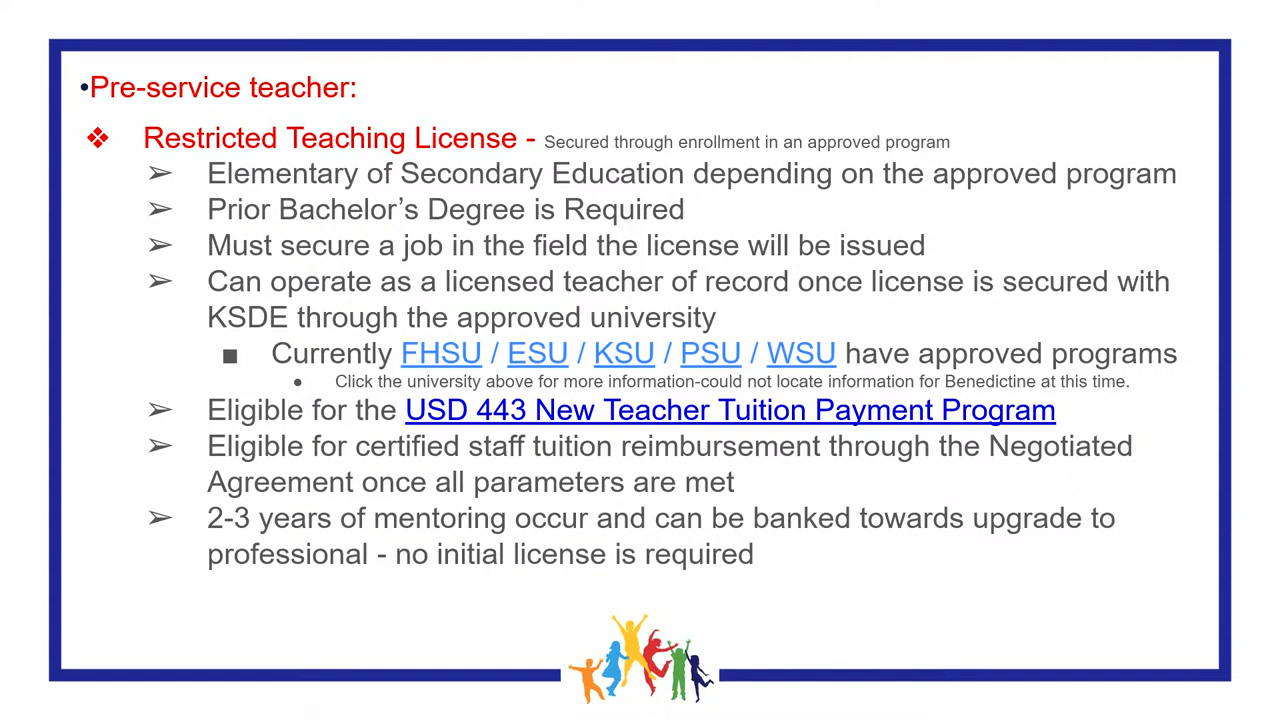 •Pre-service teacher:
❖ Restricted Teaching License - Secured through enrollment in an approved program
➢ Elementary of Secondary Education depending on the approved program
➢ Prior Bachelor’s Degree is Required
➢ Must secure a job in the field the license will be issued
➢ Can operate as a licensed teacher of record once license is secured with
KSDE through the approved university
■ Currently FHSU / ESU / KSU / PSU / WSU have approved programs
● Click the university above for more information-could not locate information for Benedictine at this time.
➢ Eligible for the USD 443 New Teacher Tuition Payment Program
➢ Eligible for certified staff tuition reimbursement through the Negotiated
Agreement once all parameters are met
➢ 2-3 years of mentoring occur and can be banked towards upgrade to
professional - no initial license is required